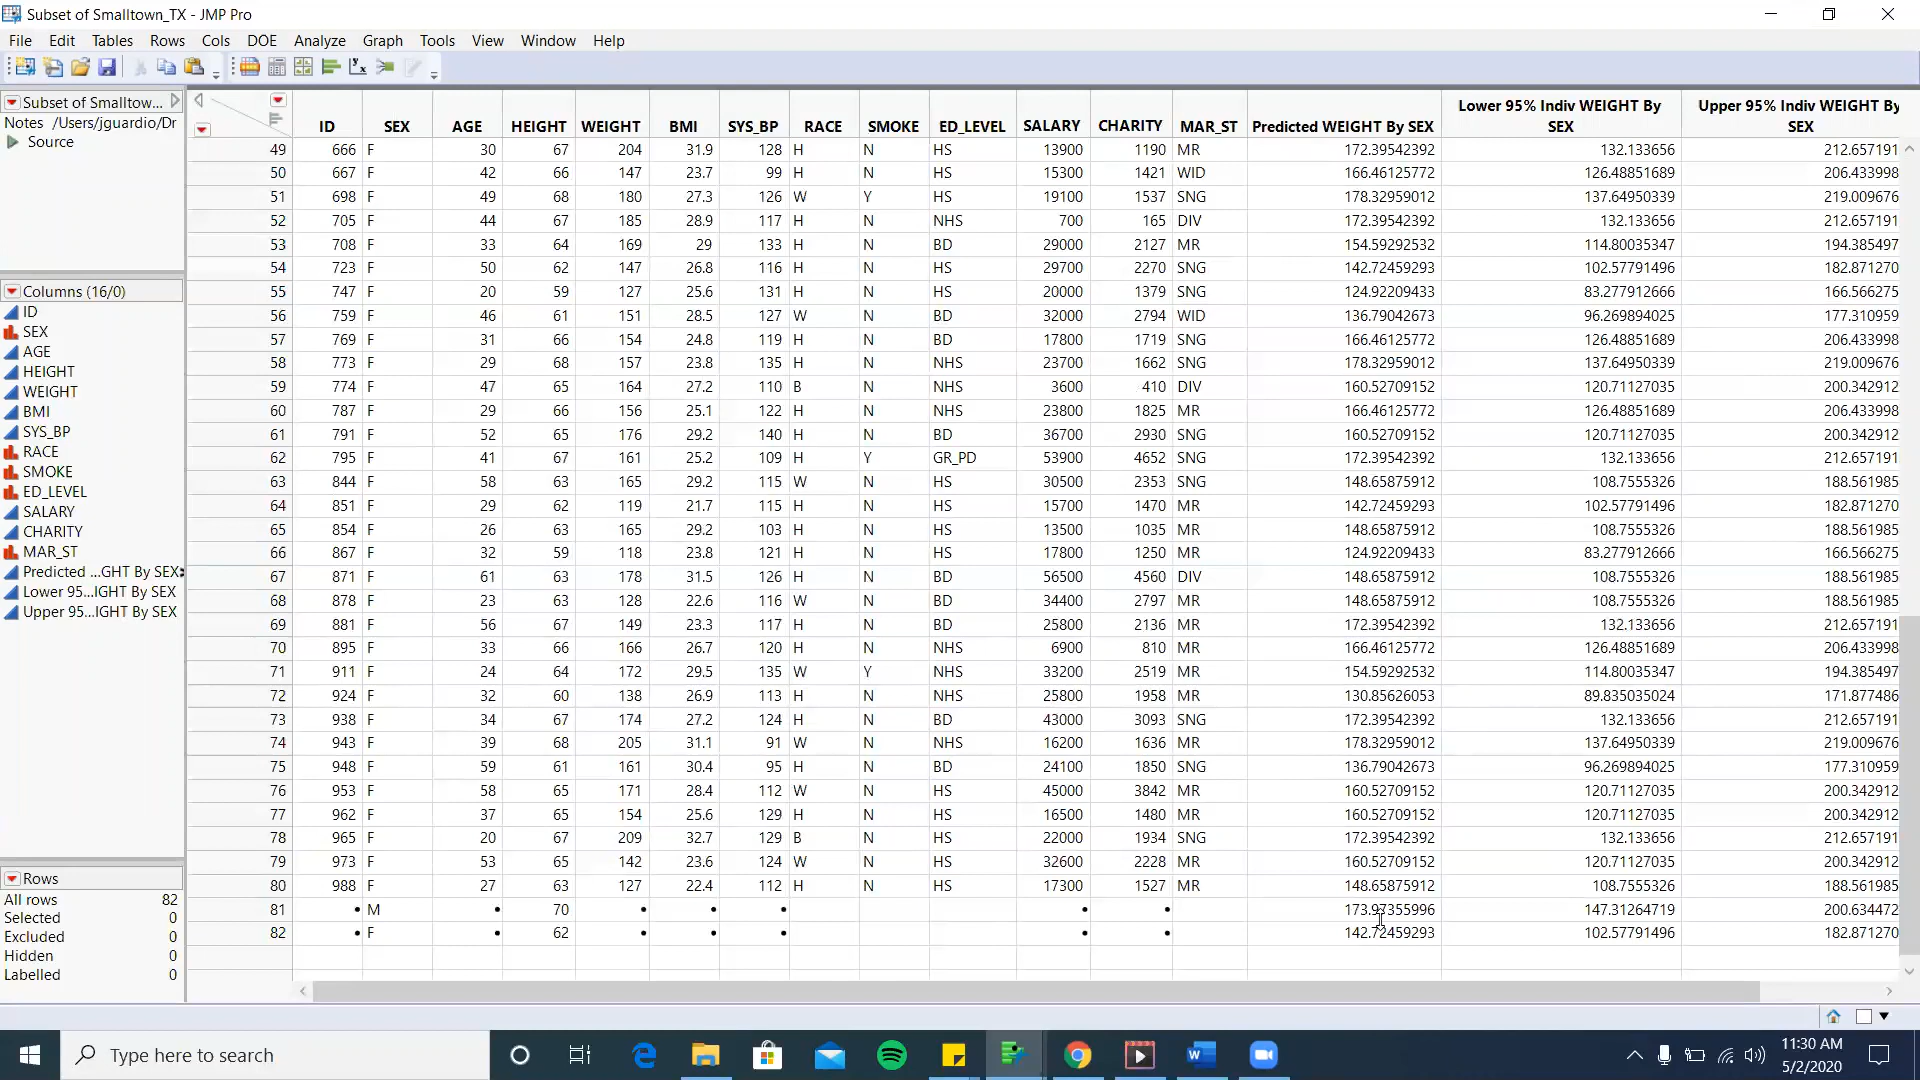 Subset of Smalltown_TX - JMP Pro
File Edit Tables Rows Cols DOE Analyze Graph Tools View Window Help
Subset of Smalltow...
Notes /Users/jguardio/Dr
Source
Columns (16/0)
ID
SEX
AGE
HEIGHT
WEIGHT
BMI
SYS_BP
RACE
SMOKE
ED_LEVEL
SALARY
CHARITY
MAR_ST
Predicted ...GHT By SEX
Lower 95...IGHT By SEX
Upper 95...IGHT By SEX
Rows
All rows 82
Selected 0
Excluded 0
Hidden 0
Labelled 0
ID SEX AGE HEIGHT WEIGHT BMI SYS_BP RACE SMOKE ED_LEVEL SALARY CHARITY MAR_ST Predicted WEIGHT By SEX Lower 95% Indiv WEIGHT By SEX Upper 95% Indiv WEIGHT By SEX
49 666 F 30 67 204 31.9 128 H N HS 13900 1190 MR 172.39542392 132.133656 212.657191
50 667 F 42 66 147 23.7 99 H N HS 15300 1421 WID 166.46125772 126.48851689 206.433998
51 698 F 49 68 180 27.3 126 W Y HS 19100 1537 SNG 178.32959012 137.64950339 219.009676
52 705 F 44 67 185 28.9 117 H N NHS 700 165 DIV 172.39542392 132.133656 212.657191
53 708 F 33 64 169 29 133 H N BD 29000 2127 MR 154.59292532 114.80035347 194.385497
54 723 F 50 62 147 26.8 116 H N HS 29700 2270 SNG 142.72459293 102.57791496 182.871270
55 747 F 20 59 127 25.6 131 H N HS 20000 1379 SNG 124.92209433 83.277912666 166.566275
56 759 F 46 61 151 28.5 127 W N BD 32000 2794 WID 136.79042673 96.269894025 177.310959
57 769 F 31 66 154 24.8 119 H N BD 17800 1719 SNG 166.46125772 126.48851689 206.433998
58 773 F 29 68 157 23.8 135 H N NHS 23700 1662 SNG 178.32959012 137.64950339 219.009676
59 774 F 47 65 164 27.2 110 B N NHS 3600 410 DIV 160.52709152 120.71127035 200.342912
60 787 F 29 66 156 25.1 122 H N NHS 23800 1825 MR 166.46125772 126.48851689 206.433998
61 791 F 52 65 176 29.2 140 H N BD 36700 2930 SNG 160.52709152 120.71127035 200.342912
62 795 F 41 67 161 25.2 109 H Y GR_PD 53900 4652 SNG 172.39542392 132.133656 212.657191
63 844 F 58 63 165 29.2 115 W N HS 30500 2353 SNG 148.65875912 108.7555326 188.561985
64 851 F 29 62 119 21.7 115 H N HS 15700 1470 MR 142.72459293 102.57791496 182.871270
65 854 F 26 63 165 29.2 103 H N HS 13500 1035 MR 148.65875912 108.7555326 188.561985
66 867 F 32 59 118 23.8 121 H N HS 17800 1250 MR 124.92209433 83.277912666 166.566275
67 871 F 61 63 178 31.5 126 H N BD 56500 4560 DIV 148.65875912 108.7555326 188.561985
68 878 F 23 63 128 22.6 116 W N BD 34400 2797 MR 148.65875912 108.7555326 188.561985
69 881 F 56 67 149 23.3 117 H N BD 25800 2136 MR 172.39542392 132.133656 212.657191
70 895 F 33 66 166 26.7 120 H N NHS 6900 810 MR 166.46125772 126.48851689 206.433998
71 911 F 24 64 172 29.5 135 W Y NHS 33200 2519 MR 154.59292532 114.80035347 194.385497
72 924 F 32 60 138 26.9 113 H N NHS 25800 1958 MR 130.85626053 89.835035024 171.877486
73 938 F 34 67 174 27.2 124 H N BD 43000 3093 SNG 172.39542392 132.133656 212.657191
74 943 F 39 68 205 31.1 91 W N NHS 16200 1636 MR 178.32959012 137.64950339 219.009676
75 948 F 59 61 161 30.4 95 H N BD 24100 1850 SNG 136.79042673 96.269894025 177.310959
76 953 F 58 65 171 28.4 112 W N HS 45000 3842 MR 160.52709152 120.71127035 200.342912
77 962 F 37 65 154 25.6 129 H N HS 16500 1480 MR 160.52709152 120.71127035 200.342912
78 965 F 20 67 209 32.7 129 B N HS 22000 1934 SNG 172.39542392 132.133656 212.657191
79 973 F 53 65 142 23.6 124 W N HS 32600 2228 MR 160.52709152 120.71127035 200.342912
80 988 F 27 63 127 22.4 112 H N HS 17300 1527 MR 148.65875912 108.7555326 188.561985
81 • M • 70 • • • • • 173.97355996 147.31264719 200.634472
82 • F • 62 • • • • • 142.72459293 102.57791496 182.871270
Type here to search
11:30 AM
5/2/2020